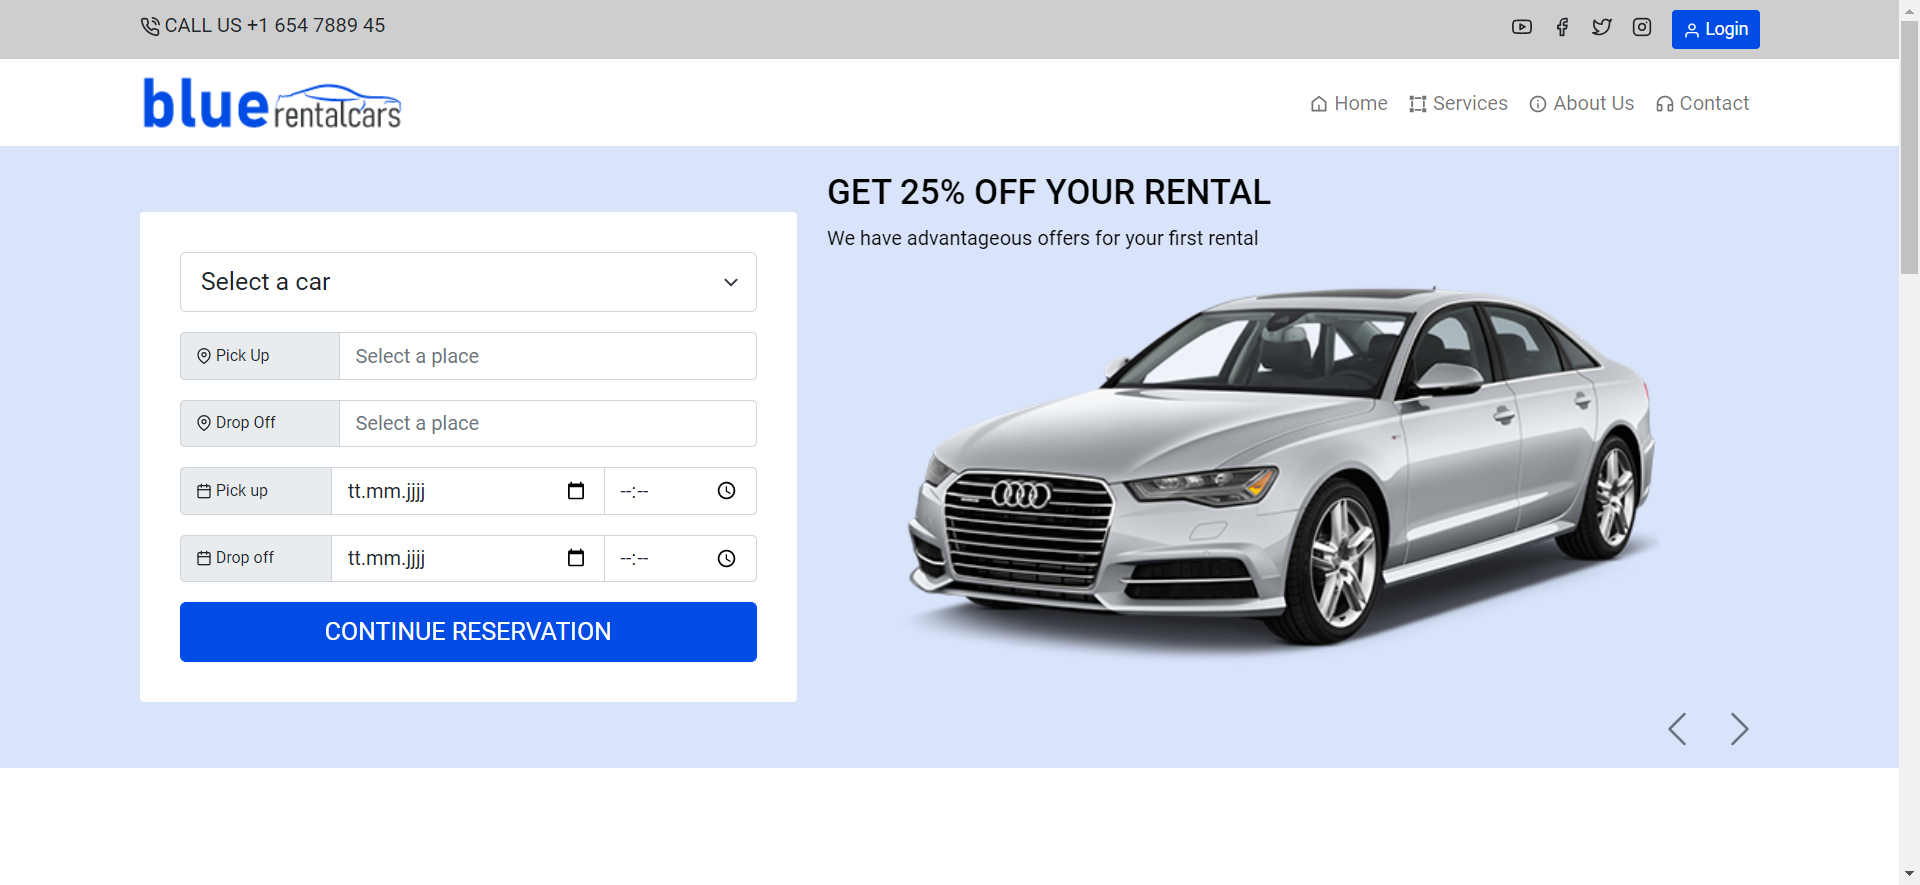 CALL US +1 654 7889 45
Login
blue rentalcars
Home Services About Us Contact
GET 25% OFF YOUR RENTAL
We have advantageous offers for your first rental
Select a car
Pick Up Select a place
Drop Off Select a place
Pick up tt.mm.jjjj --:--
Drop off tt.mm.jjjj --:--
CONTINUE RESERVATION